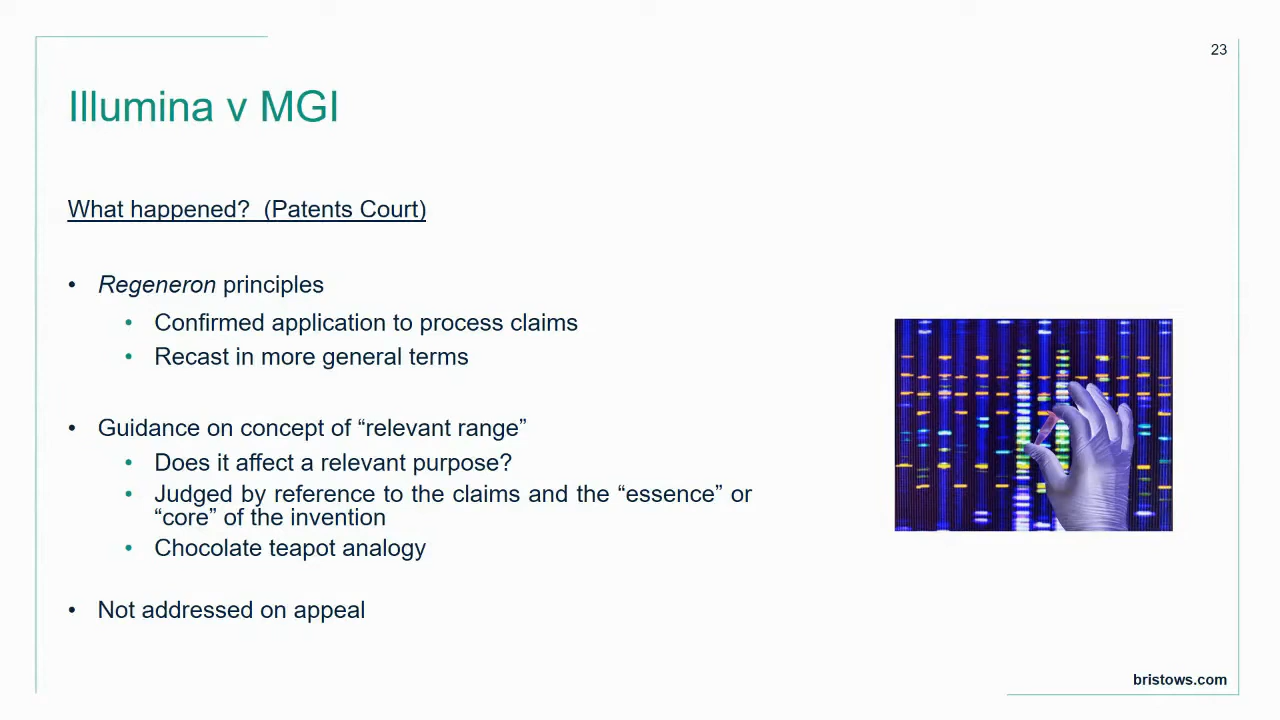 23
Illumina v MGI
What happened?  (Patents Court)
• Regeneron principles
• Confirmed application to process claims
• Recast in more general terms
• Guidance on concept of “relevant range”
• Does it affect a relevant purpose?
• Judged by reference to the claims and the “essence” or
“core” of the invention
• Chocolate teapot analogy
• Not addressed on appeal
bristows.com